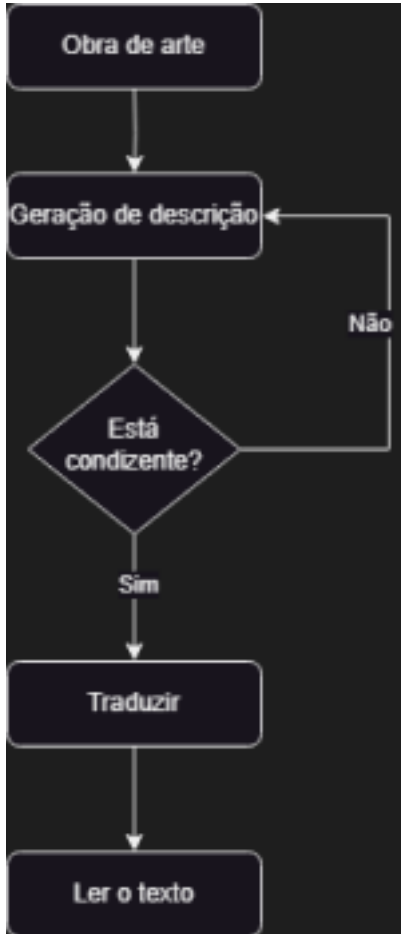 Obra de arte
Geração de descrição
Não
Está
condizente?
Sim
Traduzir
Ler o texto